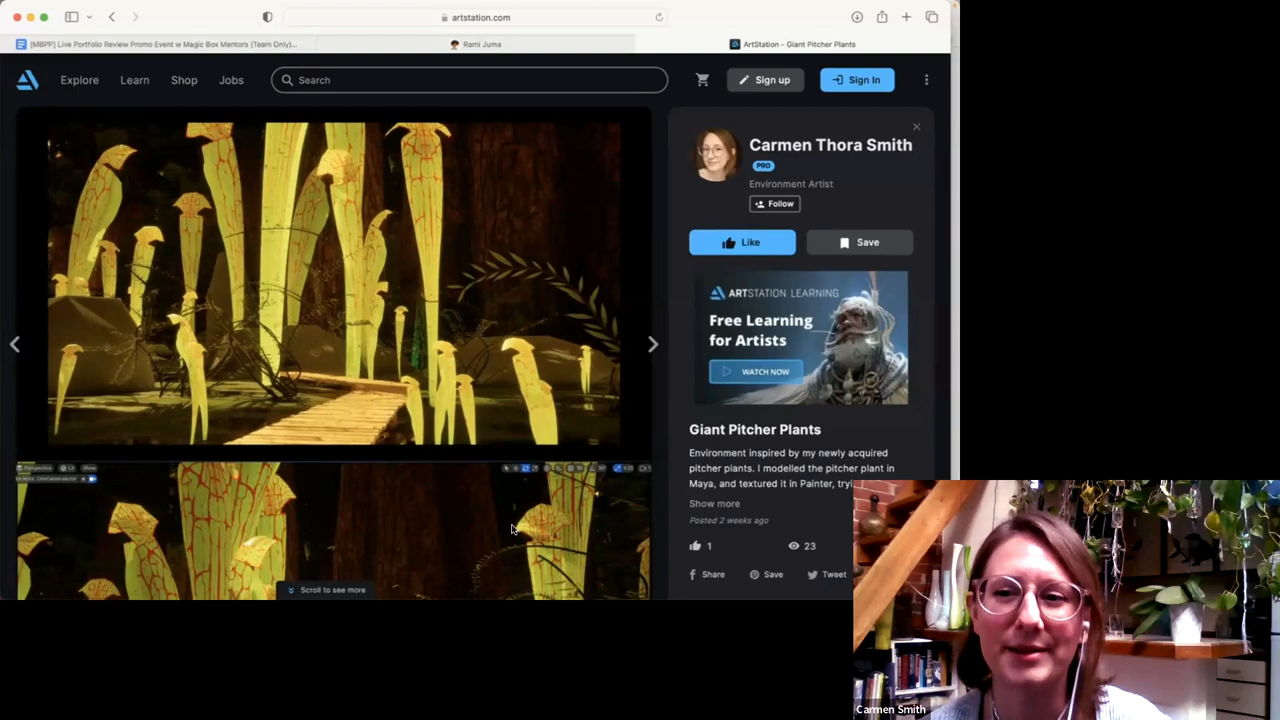 artstation.com
[MBPP] Live Portfolio Review Promo Event w Magic Box Mentors (Team Only)...
Rami Juma
ArtStation - Giant Pitcher Plants
Explore
Learn
Shop
Jobs
Search
Sign up
Sign In
Carmen Thora Smith
PRO
Environment Artist
Follow
Like
Save
ARTSTATION LEARNING
Free Learning
for Artists
WATCH NOW
Giant Pitcher Plants
Environment inspired by my newly acquired
pitcher plants. I modelled the pitcher plant in
Maya, and textured it in Painter, tryi
Show more
Posted 2 weeks ago
1
23
Share
Save
Tweet
Perspective
Lit
Show
Scroll to see more
Carmen Smith